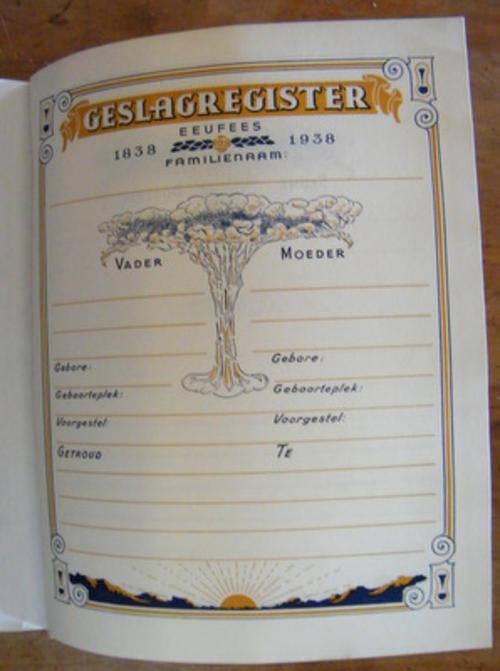 GESLAGREGISTER
EEUFEES
1838 1938
FAMILIENAAM:
VADER MOEDER
Gebore: Gebore:
Geboorteplek: Geboorteplek:
Voorgestel: Voorgestel:
GETROUD TE